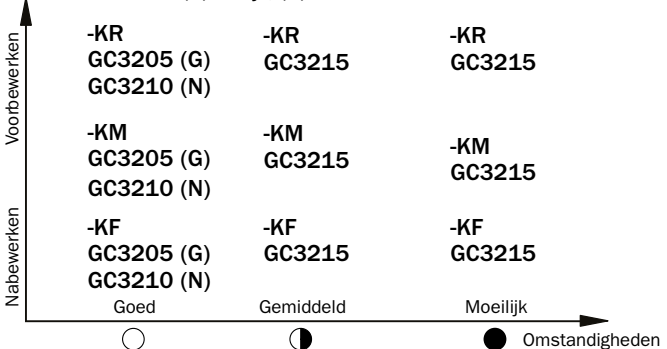 Voorbewerken
-KR
GC3205 (G)
GC3210 (N)
-KR
GC3215
-KR
GC3215
-KM
GC3205 (G)
GC3210 (N)
-KM
GC3215
-KM
GC3215
Nabewerken
-KF
GC3205 (G)
GC3210 (N)
-KF
GC3215
-KF
GC3215
Goed
Gemiddeld
Moeilijk
Omstandigheden